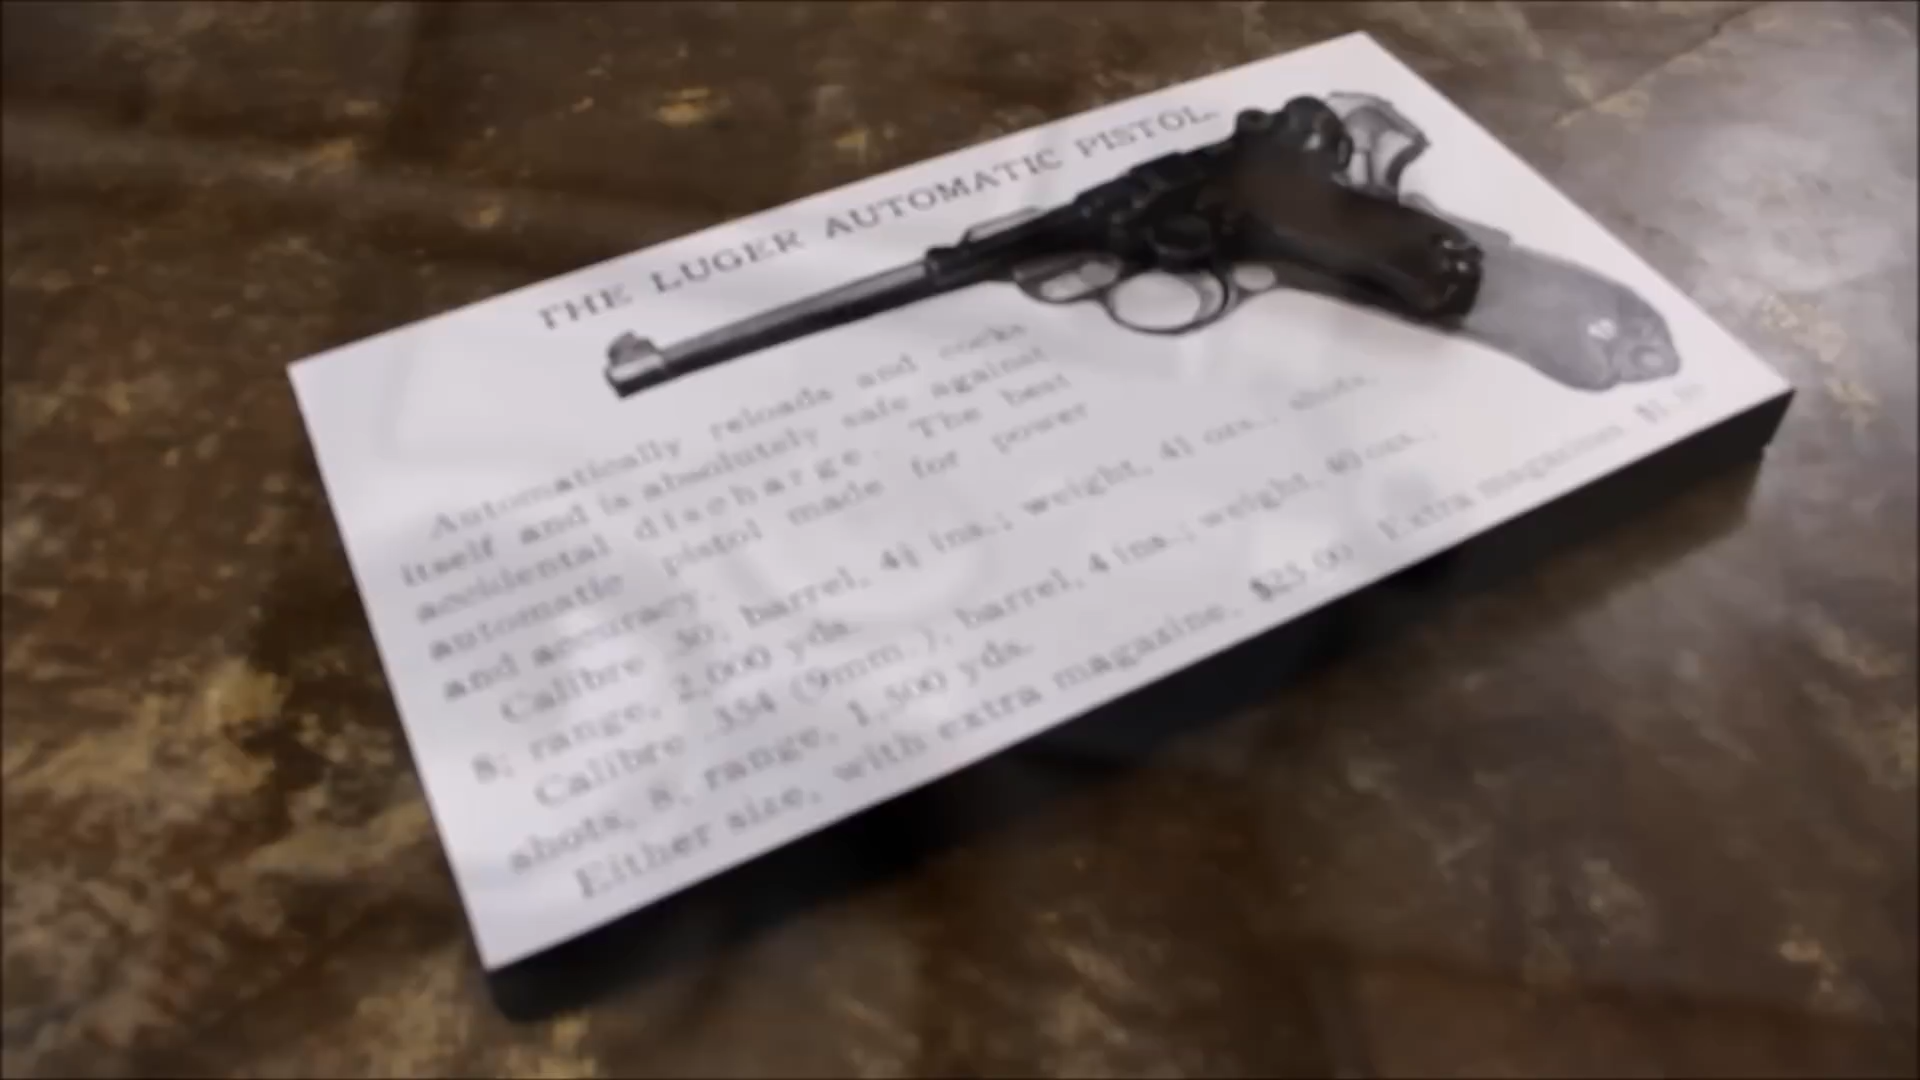 THE LUGER AUTOMATIC PISTOL.
Automatically reloads and cocks
itself and is absolutely safe against
accidental discharge. The best
automatic pistol made for power
and accuracy.
Calibre 30; barrel, 4½ ins.; weight, 41 ozs.; shots,
8; range, 2,000 yds.
Calibre .354 (9mm.), barrel, 4 ins.; weight, 40 ozs.;
shots, 8; range, 1,500 yds.
Either size, with extra magazine, $25.00 Extra magazines